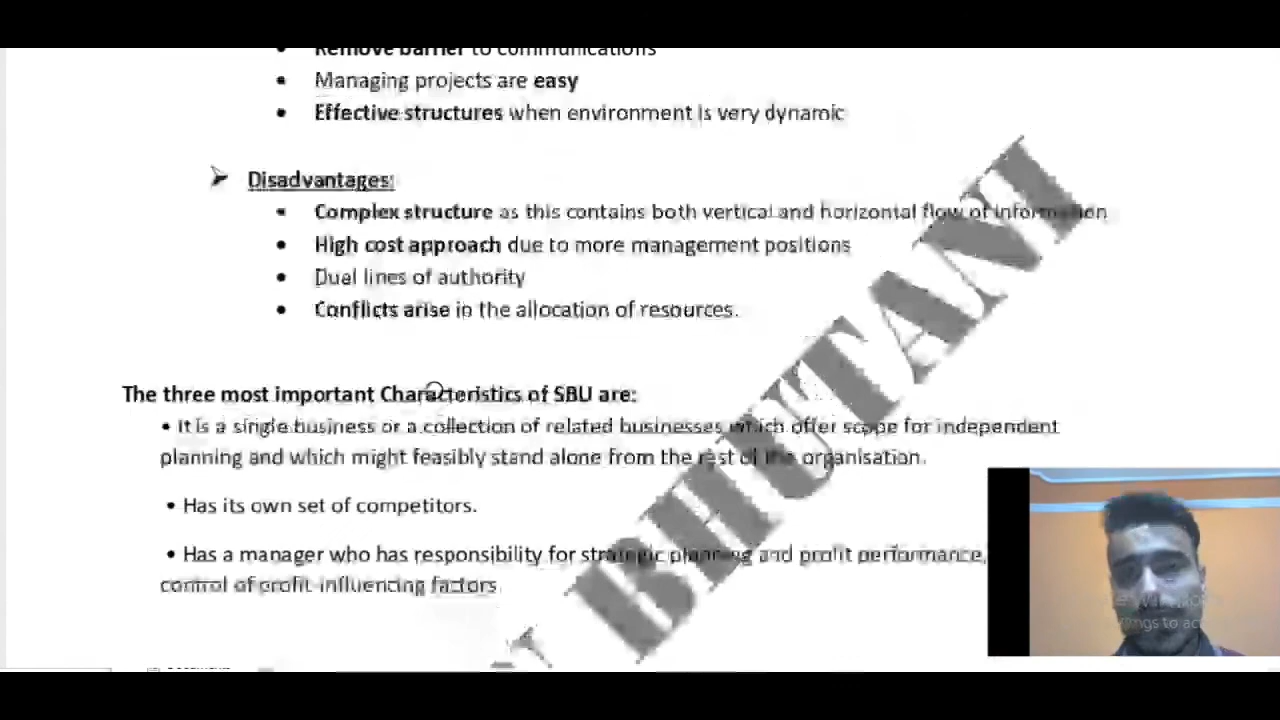 Remove barrier to communications
• Managing projects are easy
• Effective structures when environment is very dynamic
➢ Disadvantages:
• Complex structure as this contains both vertical and horizontal flow of information
• High cost approach due to more management positions
• Dual lines of authority
• Conflicts arise in the allocation of resources.
The three most important Characteristics of SBU are:
• It is a single business or a collection of related businesses which offer scope for independent
planning and which might feasibly stand alone from the rest of the organisation.
• Has its own set of competitors.
• Has a manager who has responsibility for strategic planning and profit performance,
control of profit-influencing factors
BHUTANI